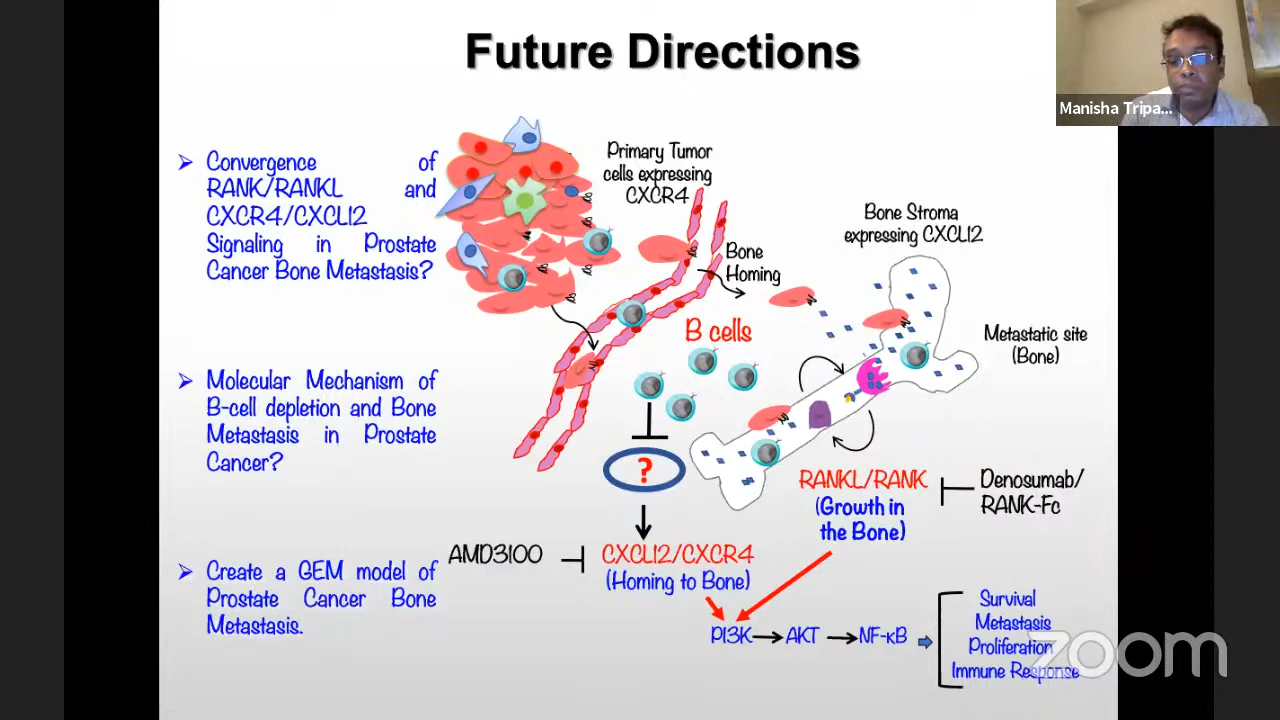 Future Directions
Manisha Tripa...
➢ Convergence of
RANK/RANKL and
CXCR4/CXCL12
Signaling in Prostate
Cancer Bone Metastasis?
➢ Molecular Mechanism of
B-cell depletion and Bone
Metastasis in Prostate
Cancer?
➢ Create a GEM model of
Prostate Cancer Bone
Metastasis.
Primary Tumor
cells expressing
CXCR4
Bone
Homing
B cells
Bone Stroma
expressing CXCL12
Metastatic site
(Bone)
?
RANKL/RANK
(Growth in
the Bone)
Denosumab/
RANK-Fc
AMD3100
CXCL12/CXCR4
(Homing to Bone)
PI3K
AKT
NF-κB
Survival
Metastasis
Proliferation
Immune Response
zoom